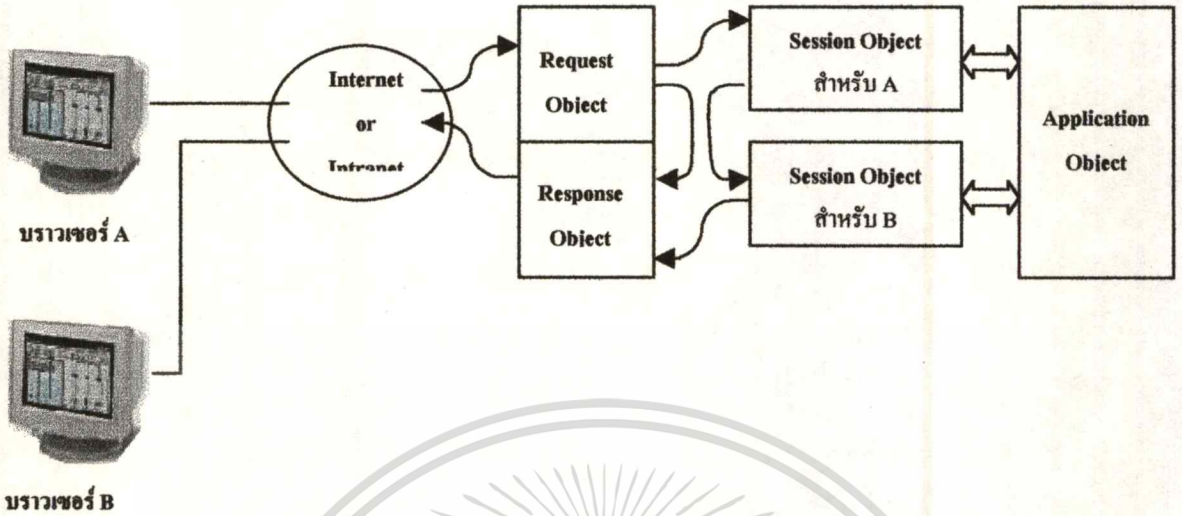 Internet
or
Intranet
Request
Object
Response
Object
Session Object
สำหรับ A
Session Object
สำหรับ B
Application
Object
บราวเซอร์ A
บราวเซอร์ B